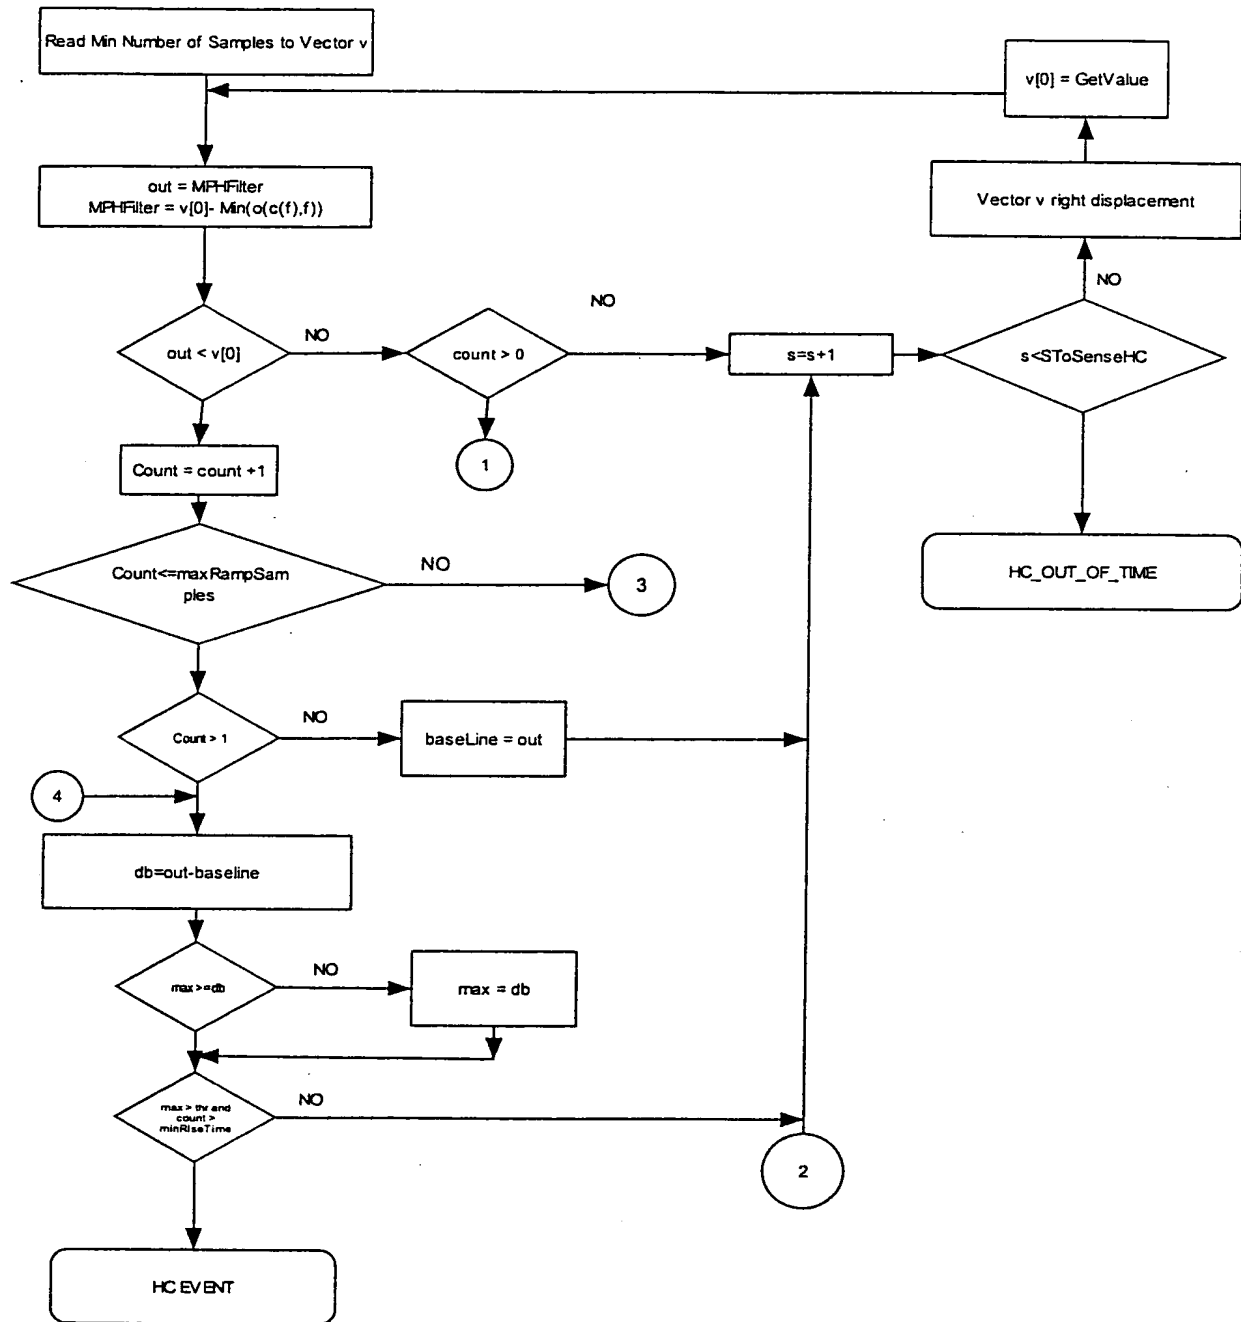 Read Min Number of Samples to Vector v
v[0] = GetValue
out = MPHFilter
MPHFilter = v[0]- Min(o(c(f),f))
Vector v right displacement
NO
out < v[0]
NO
count > 0
NO
s=s+1
s<SToSenseHC
1
Count = count +1
Count<=maxRampSam
ples
NO
3
HC_OUT_OF_TIME
Count > 1
NO
baseLine = out
4
db=out-baseline
max>=db
NO
max = db
max > thr and
count >
minRiseTime
NO
2
HC EVENT